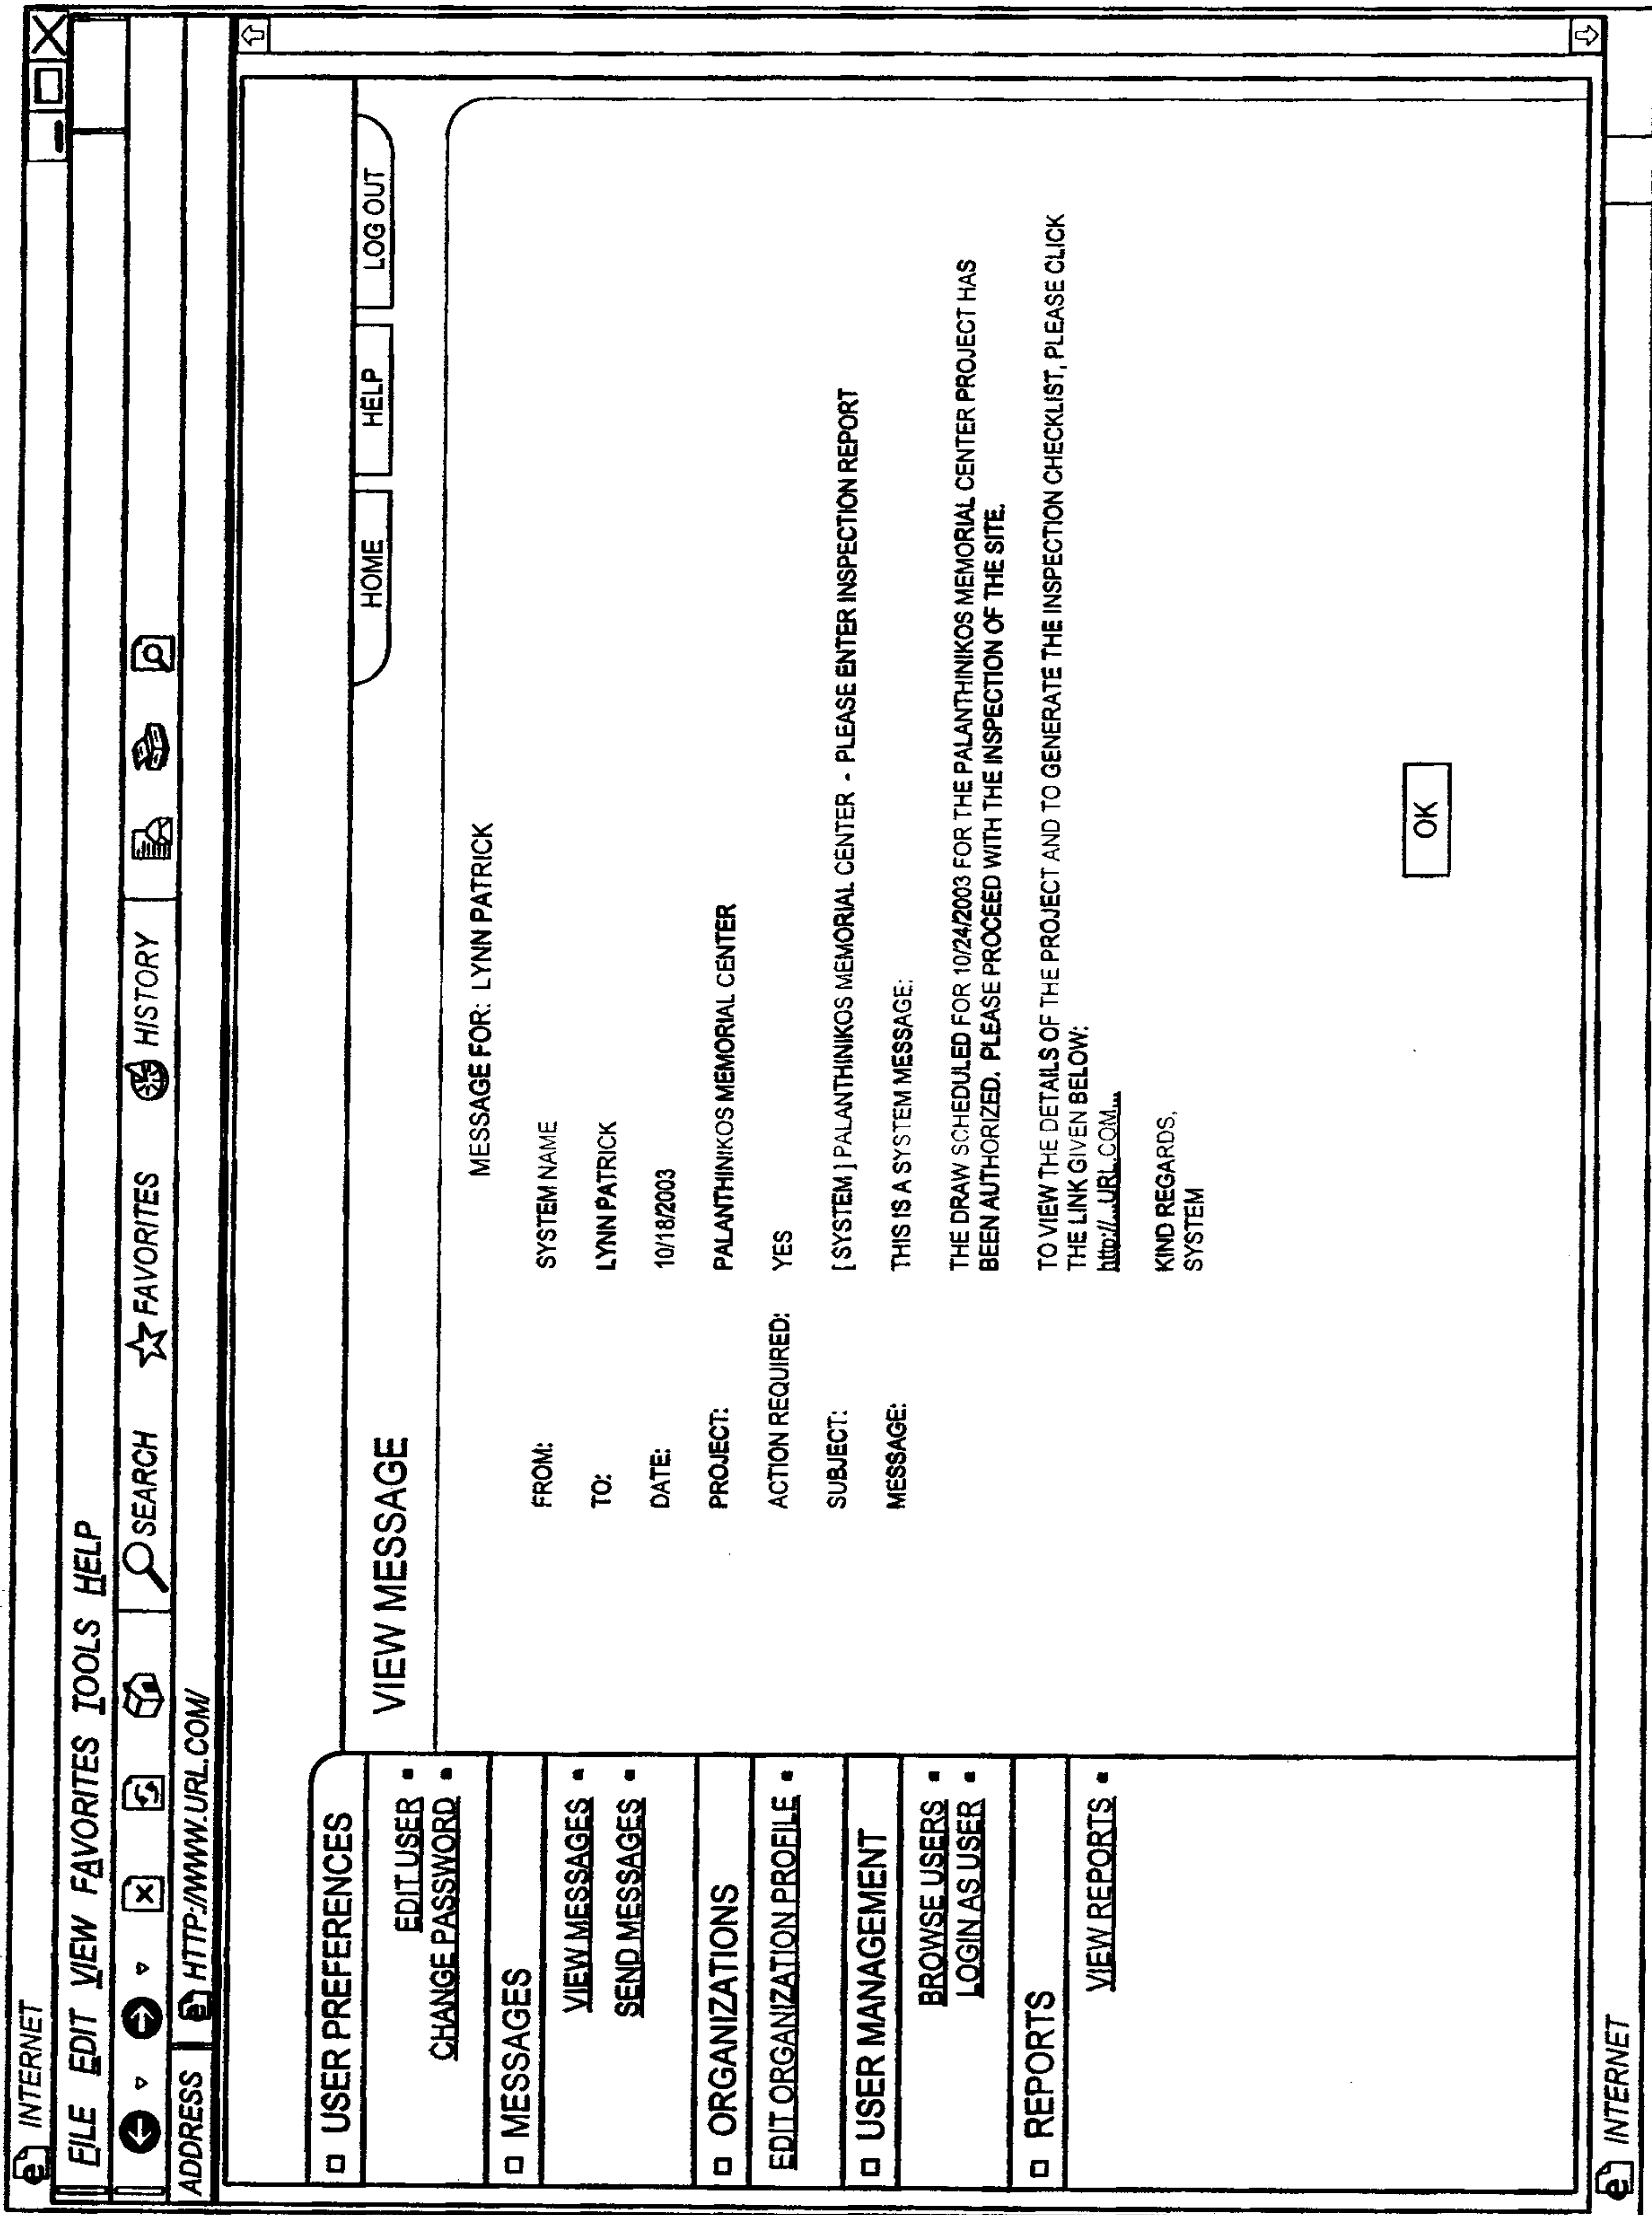 INTERNET
FILE EDIT VIEW FAVORITES TOOLS HELP
SEARCH FAVORITES HISTORY
ADDRESS HTTP://WWW.URL.COM/
USER PREFERENCES
EDIT USER
CHANGE PASSWORD
MESSAGES
VIEW MESSAGES
SEND MESSAGES
ORGANIZATIONS
EDIT ORGANIZATION PROFILE
USER MANAGEMENT
BROWSE USERS
LOGIN AS USER
REPORTS
VIEW REPORTS
HOME HELP LOG OUT
VIEW MESSAGE
MESSAGE FOR: LYNN PATRICK
FROM: SYSTEM NAME
TO: LYNN PATRICK
DATE: 10/18/2003
PROJECT: PALANTHINIKOS MEMORIAL CENTER
ACTION REQUIRED: YES
SUBJECT: [SYSTEM] PALANTHINIKOS MEMORIAL CENTER - PLEASE ENTER INSPECTION REPORT
MESSAGE: THIS IS A SYSTEM MESSAGE:
THE DRAW SCHEDULED FOR 10/24/2003 FOR THE PALANTHINIKOS MEMORIAL CENTER PROJECT HAS
BEEN AUTHORIZED. PLEASE PROCEED WITH THE INSPECTION OF THE SITE.
TO VIEW THE DETAILS OF THE PROJECT AND TO GENERATE THE INSPECTION CHECKLIST, PLEASE CLICK
THE LINK GIVEN BELOW:
http://...URL.COM...
KIND REGARDS,
SYSTEM
OK
INTERNET